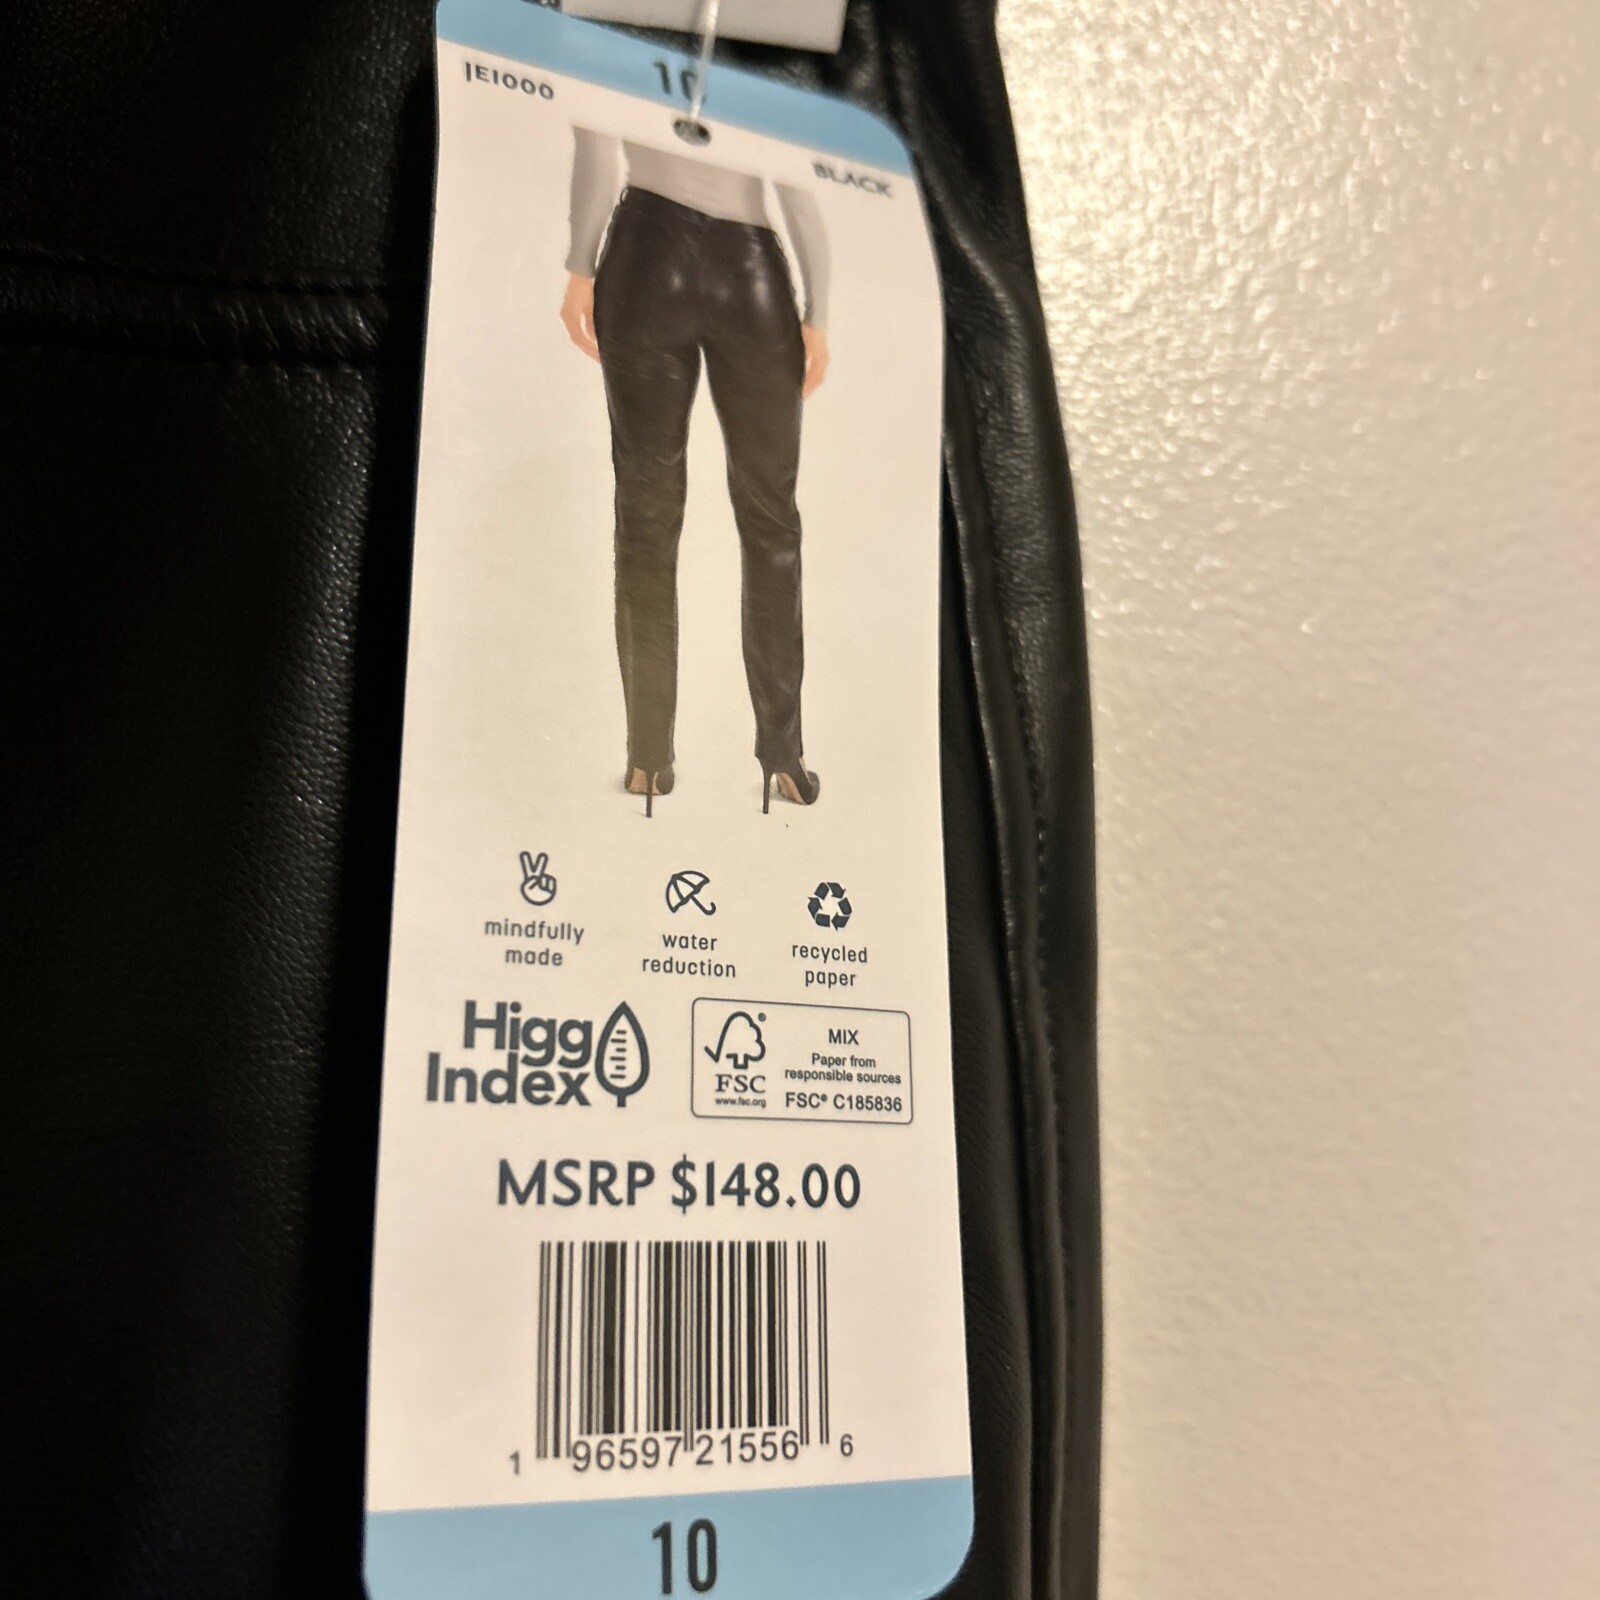 10
JE1000
BLACK
mindfully
made
water
reduction
recycled
paper
Higg
Index
FSC
www.fsc.org
MIX
Paper from
responsible sources
FSC® C185836
MSRP $148.00
1 96597 21556 6
10